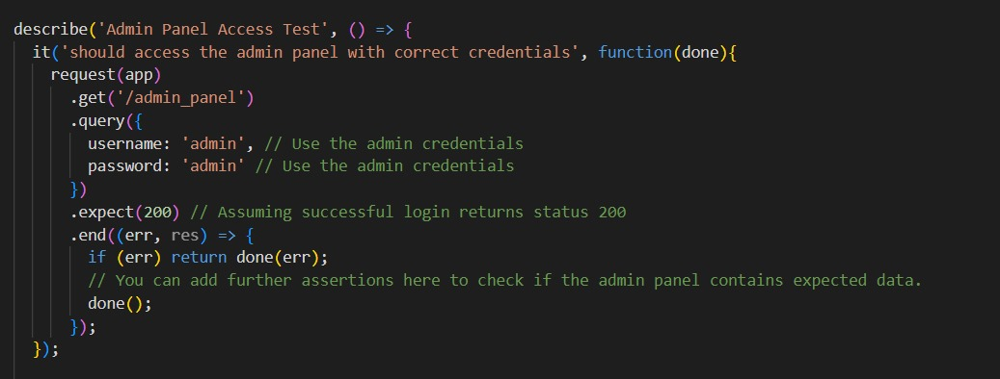 describe('Admin Panel Access Test', () => {
  it('should access the admin panel with correct credentials', function(done){
    request(app)
      .get('/admin_panel')
      .query({
        username: 'admin', // Use the admin credentials
        password: 'admin' // Use the admin credentials
      })
      .expect(200) // Assuming successful login returns status 200
      .end((err, res) => {
        if (err) return done(err);
        // You can add further assertions here to check if the admin panel contains expected data.
        done();
      });
  });